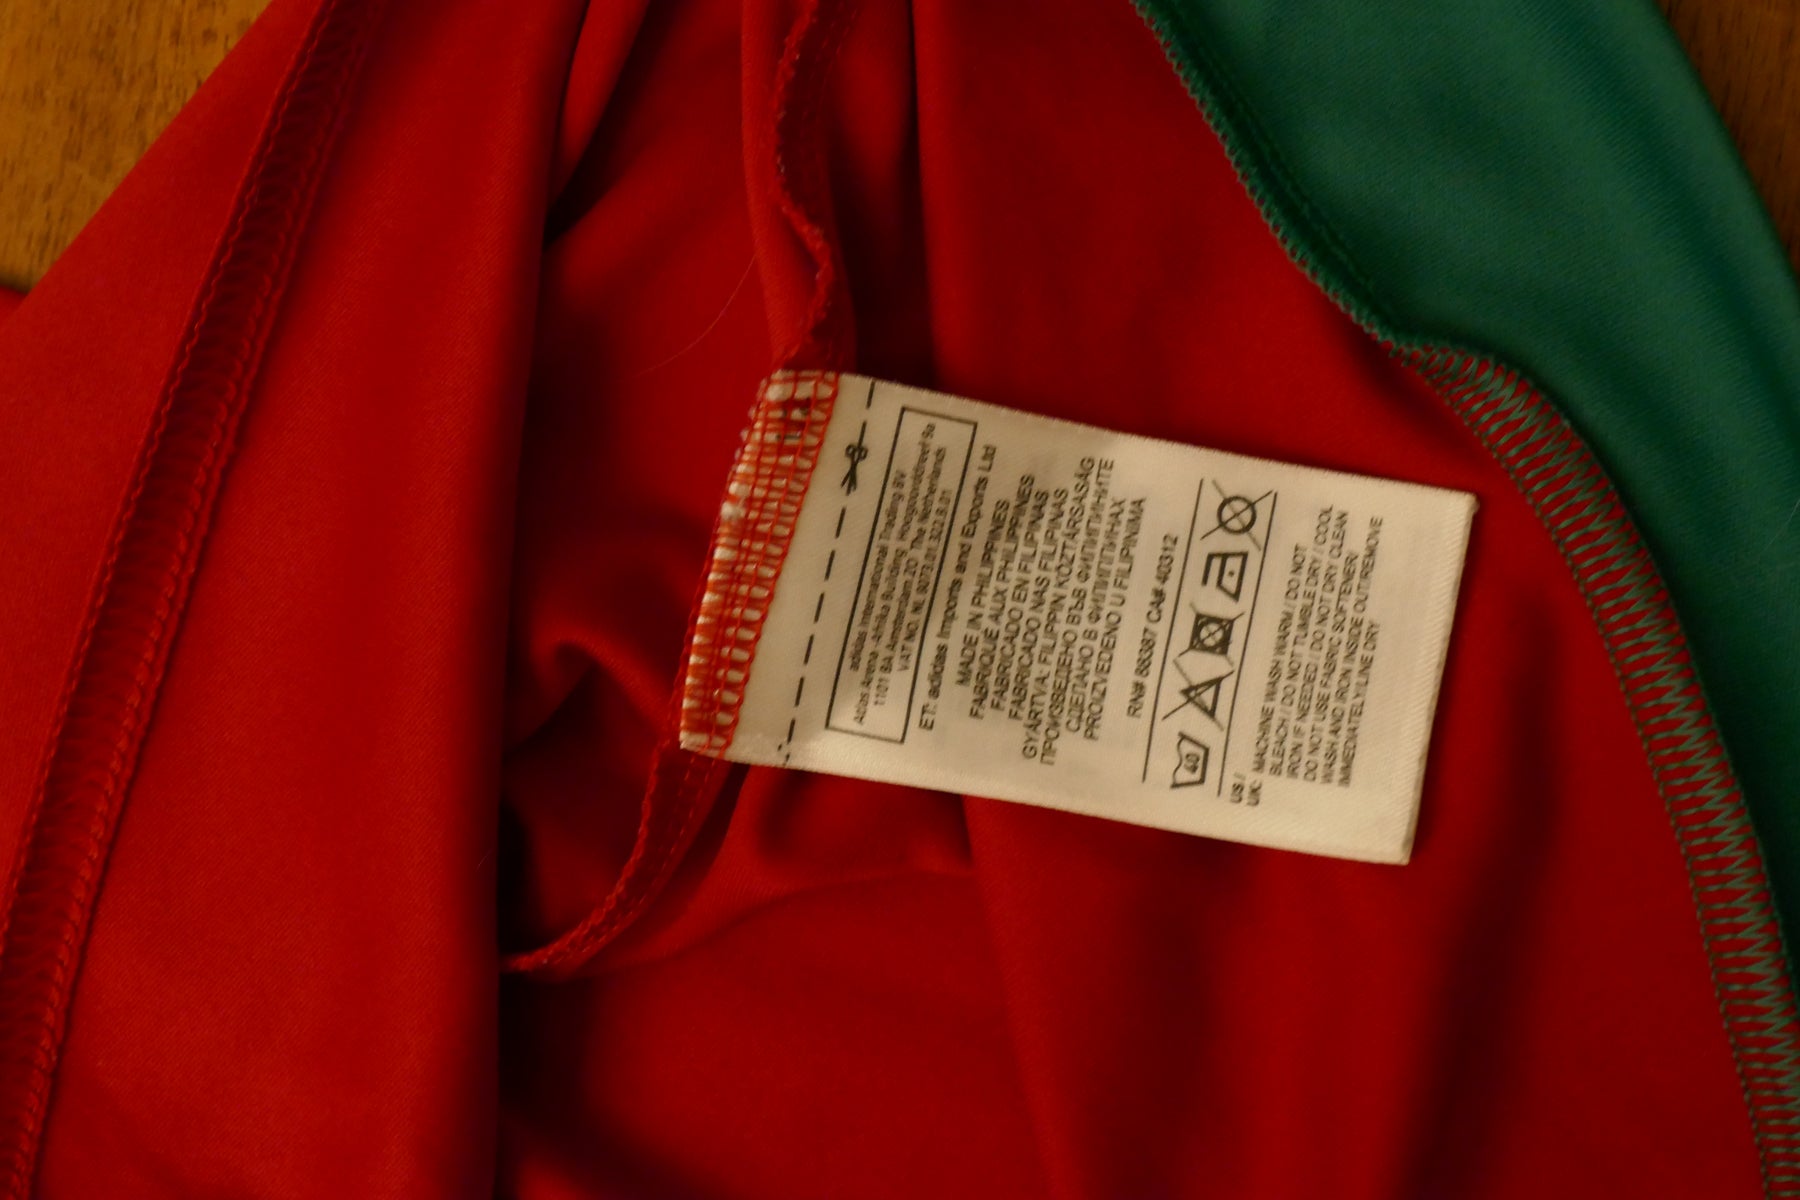 adidas International Trading BV
Adas Arena -Arhika Building Hoogoorddreef 9a
1101 BA Amsterdam ZO The Netherlands
VAT NO. NL 9073.01.322.B.01
ET: adidas Imports and Exports Ltd
MADE IN PHILIPPINES
FABRIQUÉ AUX PHILIPPINES
FABRICADO EN FILIPINAS
FABRICADO NAS FILIPINAS
GYÁRTVA: FILIPPIN KÖZTÁRSASÁG
ПРОИЗВЕДЕНО ВЪВ ФИЛИПИНИТЕ
СДЕЛАНО В ФИЛИППИНАХ
PROIZVEDENO U FILIPINIMA
RN# 88387 CA# 40312
40
US /
UK: MACHINE WASH WARM / DO NOT
BLEACH / DO NOT TUMBLE DRY / COOL
IRON IF NEEDED / DO NOT DRY CLEAN
DO NOT USE FABRIC SOFTENER/
WASH AND IRON INSIDE OUT/REMOVE
IMMEDIATELY/LINE DRY